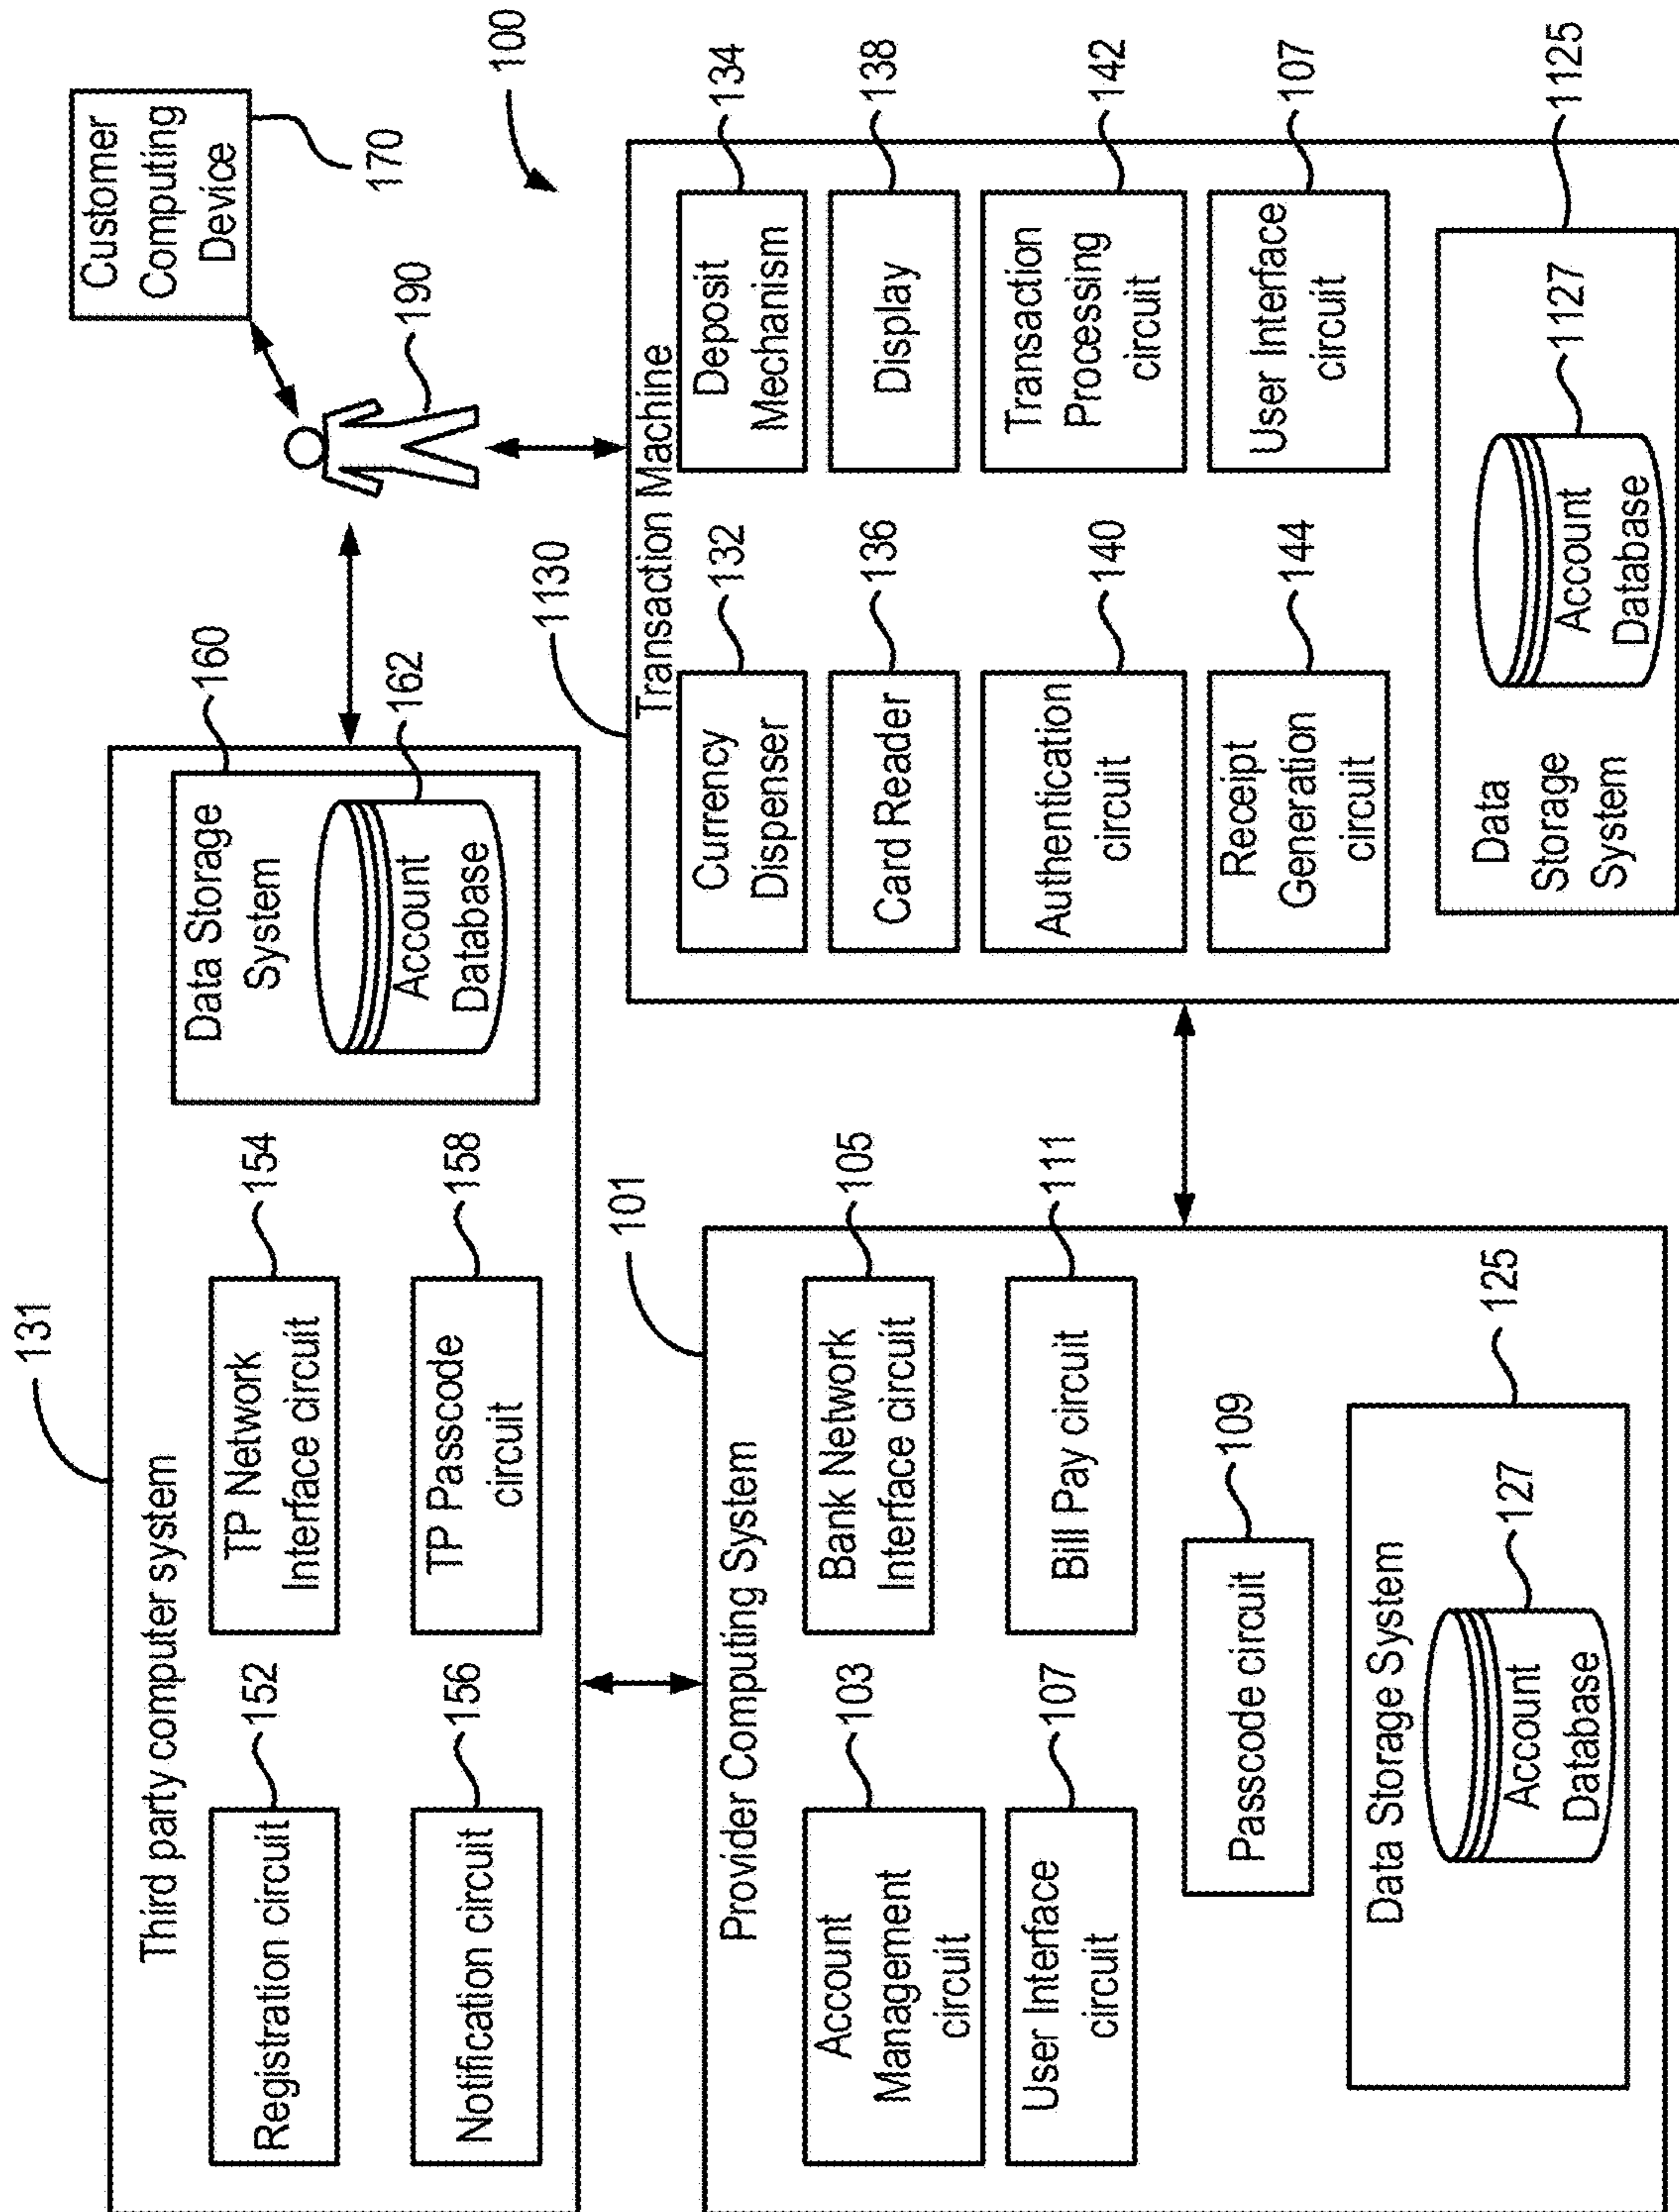 131
Third party computer system
Registration circuit
152
TP Network
Interface circuit
154
Notification circuit
156
TP Passcode
circuit
158
Data Storage
System
160
Account
Database
162
Customer
Computing
Device
170
190
100
101
Provider Computing System
Account
Management
circuit
103
Bank Network
Interface circuit
105
User Interface
circuit
107
Bill Pay circuit
111
Passcode circuit
109
Data Storage System
125
Account
Database
127
1130
Transaction Machine
Currency
Dispenser
132
Deposit
Mechanism
134
Card Reader
136
Display
138
Authentication
circuit
140
Transaction
Processing
circuit
142
Receipt
Generation
circuit
144
User Interface
circuit
107
Data
Storage
System
1125
Account
Database
1127